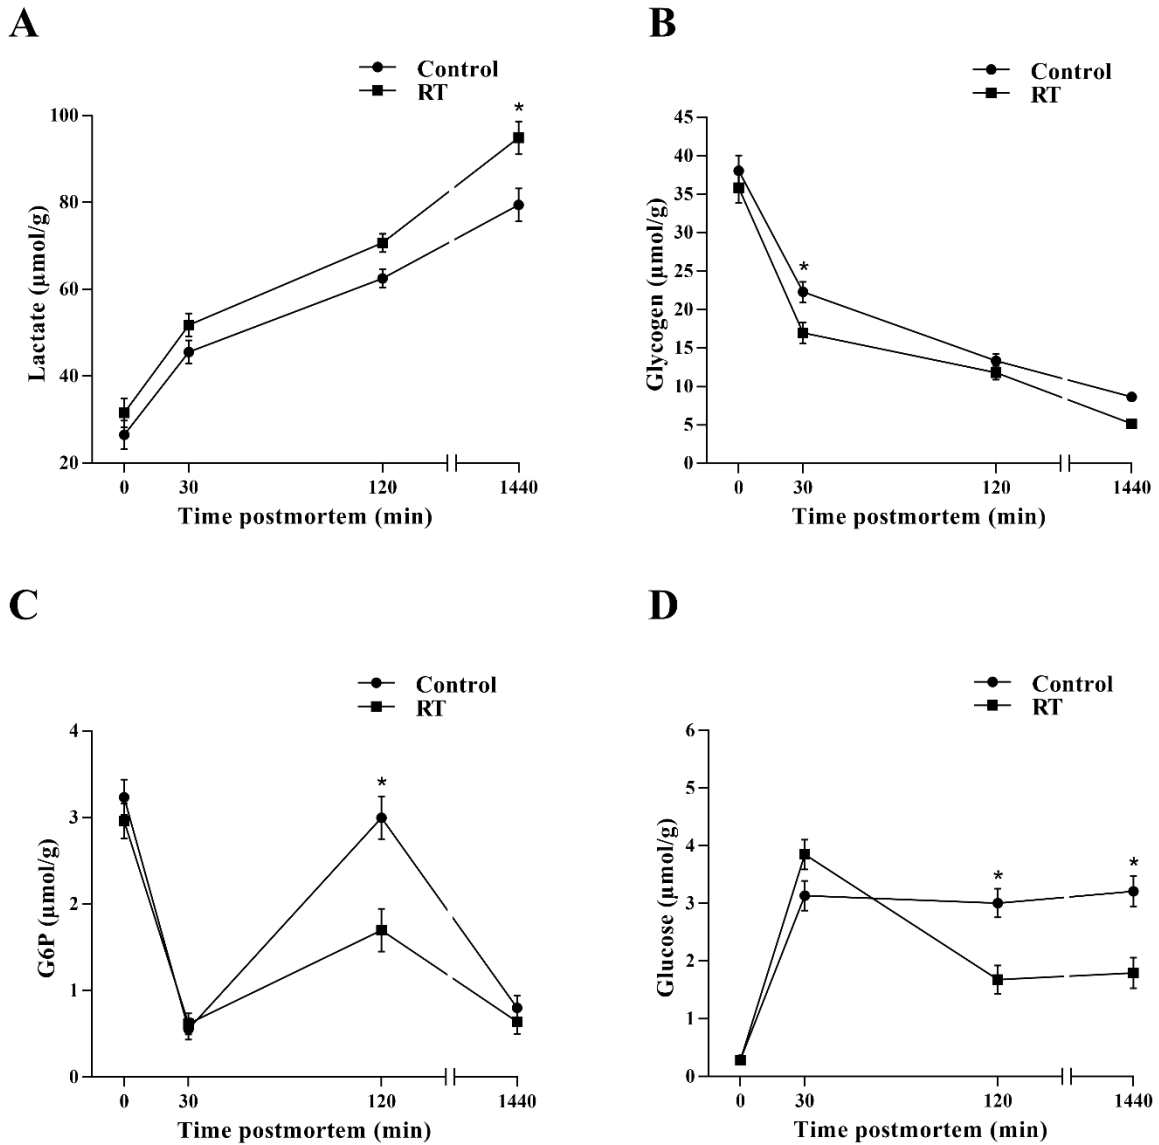 A
Control
RT
*
100
80
60
40
20
Lactate (μmol/g)
0 30 120 1440
Time postmortem (min)
B
Control
RT
*
45
40
35
30
25
20
15
10
5
0
Glycogen (μmol/g)
0 30 120 1440
Time postmortem (min)
C
Control
RT
*
4
3
2
1
0
G6P (μmol/g)
0 30 120 1440
Time postmortem (min)
D
Control
RT
* *
6
5
4
3
2
1
0
Glucose (μmol/g)
0 30 120 1440
Time postmortem (min)